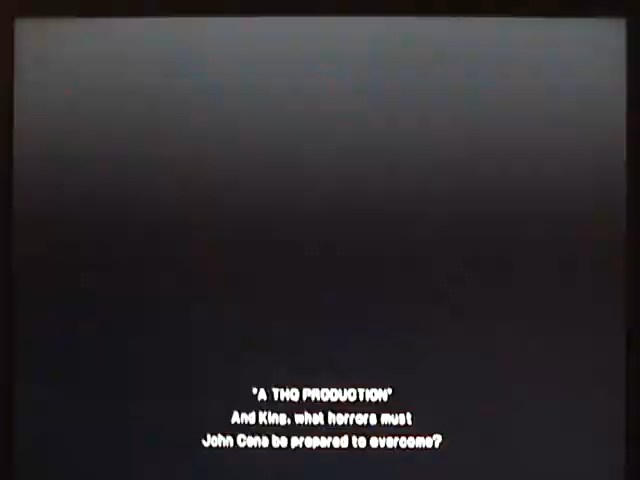 "A THQ PRODUCTION"
And King, what horrors must
John Cena be prepared to overcome?